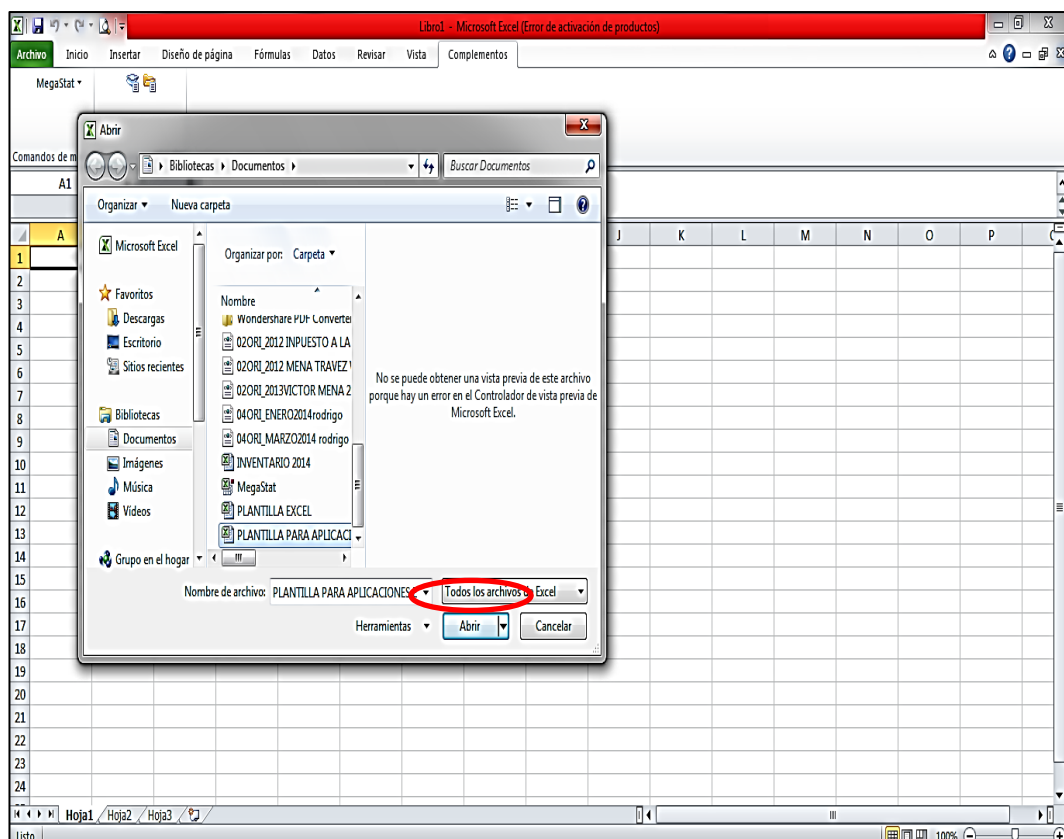 Libro1 - Microsoft Excel (Error de activación de productos)
Archivo Inicio Insertar Diseño de página Fórmulas Datos Revisar Vista Complementos
MegaStat
Comandos de m
Abrir
Bibliotecas Documentos Buscar Documentos
A1
Organizar Nueva carpeta
A J K L M N O P
Microsoft Excel
Organizar por: Carpeta
Favoritos
Descargas
Escritorio
Sitios recientes
Bibliotecas
Documentos
Imágenes
Música
Vídeos
Grupo en el hogar
Nombre
Wondershare PDF Converter
02ORI_2012 INPUESTO A LA
02ORI_2012 MENA TRAVEZ
02ORI_2013VICTOR MENA 2
04ORI_ENERO2014rodrigo
04ORI_MARZO2014 rodrigo
INVENTARIO 2014
MegaStat
PLANTILLA EXCEL
PLANTILLA PARA APLICACI
No se puede obtener una vista previa de este archivo
porque hay un error en el Controlador de vista previa de
Microsoft Excel.
Nombre de archivo: PLANTILLA PARA APLICACIONES Todos los archivos de Excel
Herramientas Abrir Cancelar
1
2
3
4
5
6
7
8
9
10
11
12
13
14
15
16
17
18
19
20
21
22
23
24
Hoja1 Hoja2 Hoja3
Listo 100%